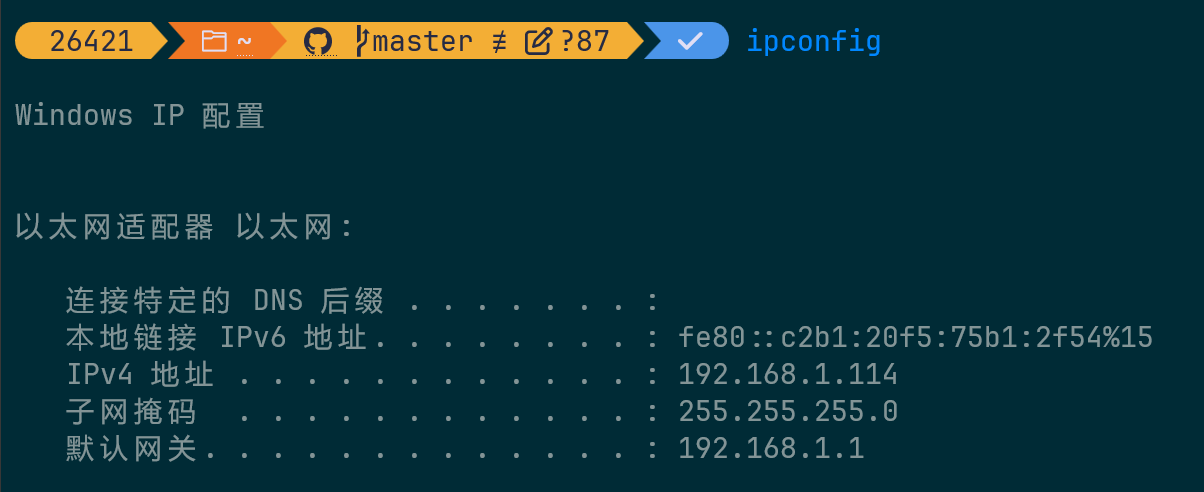 26421 ~ master ≢ ?87 ipconfig
Windows IP 配置
以太网适配器 以太网:
连接特定的 DNS 后缀 . . . . . . . :
本地链接 IPv6 地址. . . . . . . . : fe80::c2b1:20f5:75b1:2f54%15
IPv4 地址 . . . . . . . . . . . . : 192.168.1.114
子网掩码  . . . . . . . . . . . . : 255.255.255.0
默认网关. . . . . . . . . . . . . : 192.168.1.1